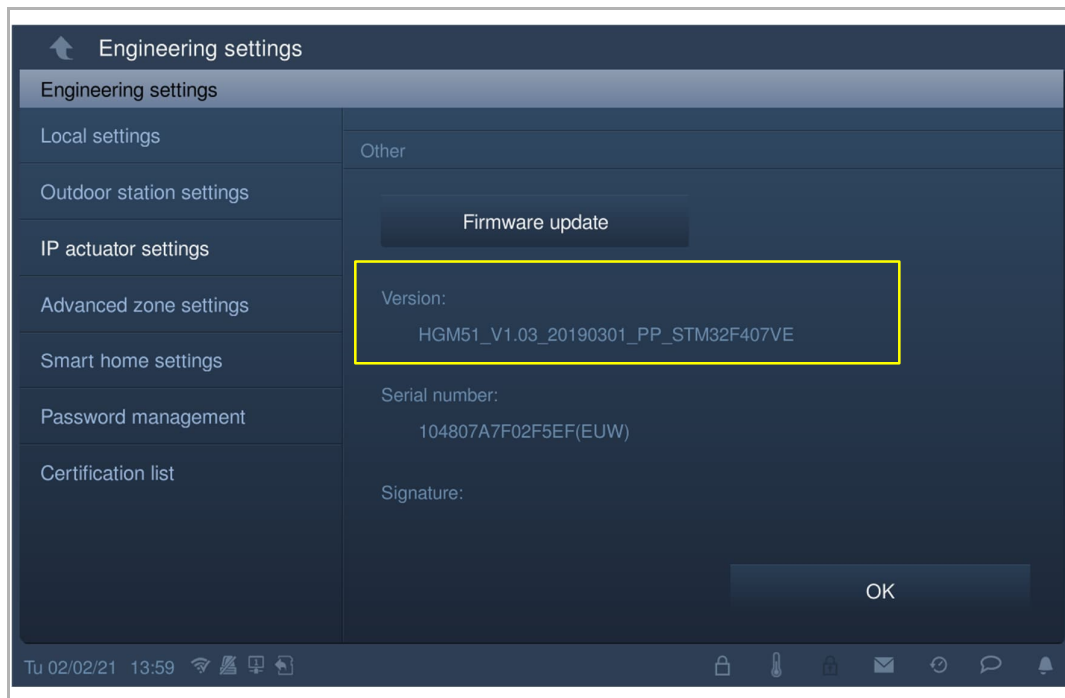 Engineering settings
Engineering settings
Local settings
Outdoor station settings
IP actuator settings
Advanced zone settings
Smart home settings
Password management
Certification list
Other
Firmware update
Version:
HGM51_V1.03_20190301_PP_STM32F407VE
Serial number:
104807A7F02F5EF(EUW)
Signature:
OK
Tu 02/02/21 13:59